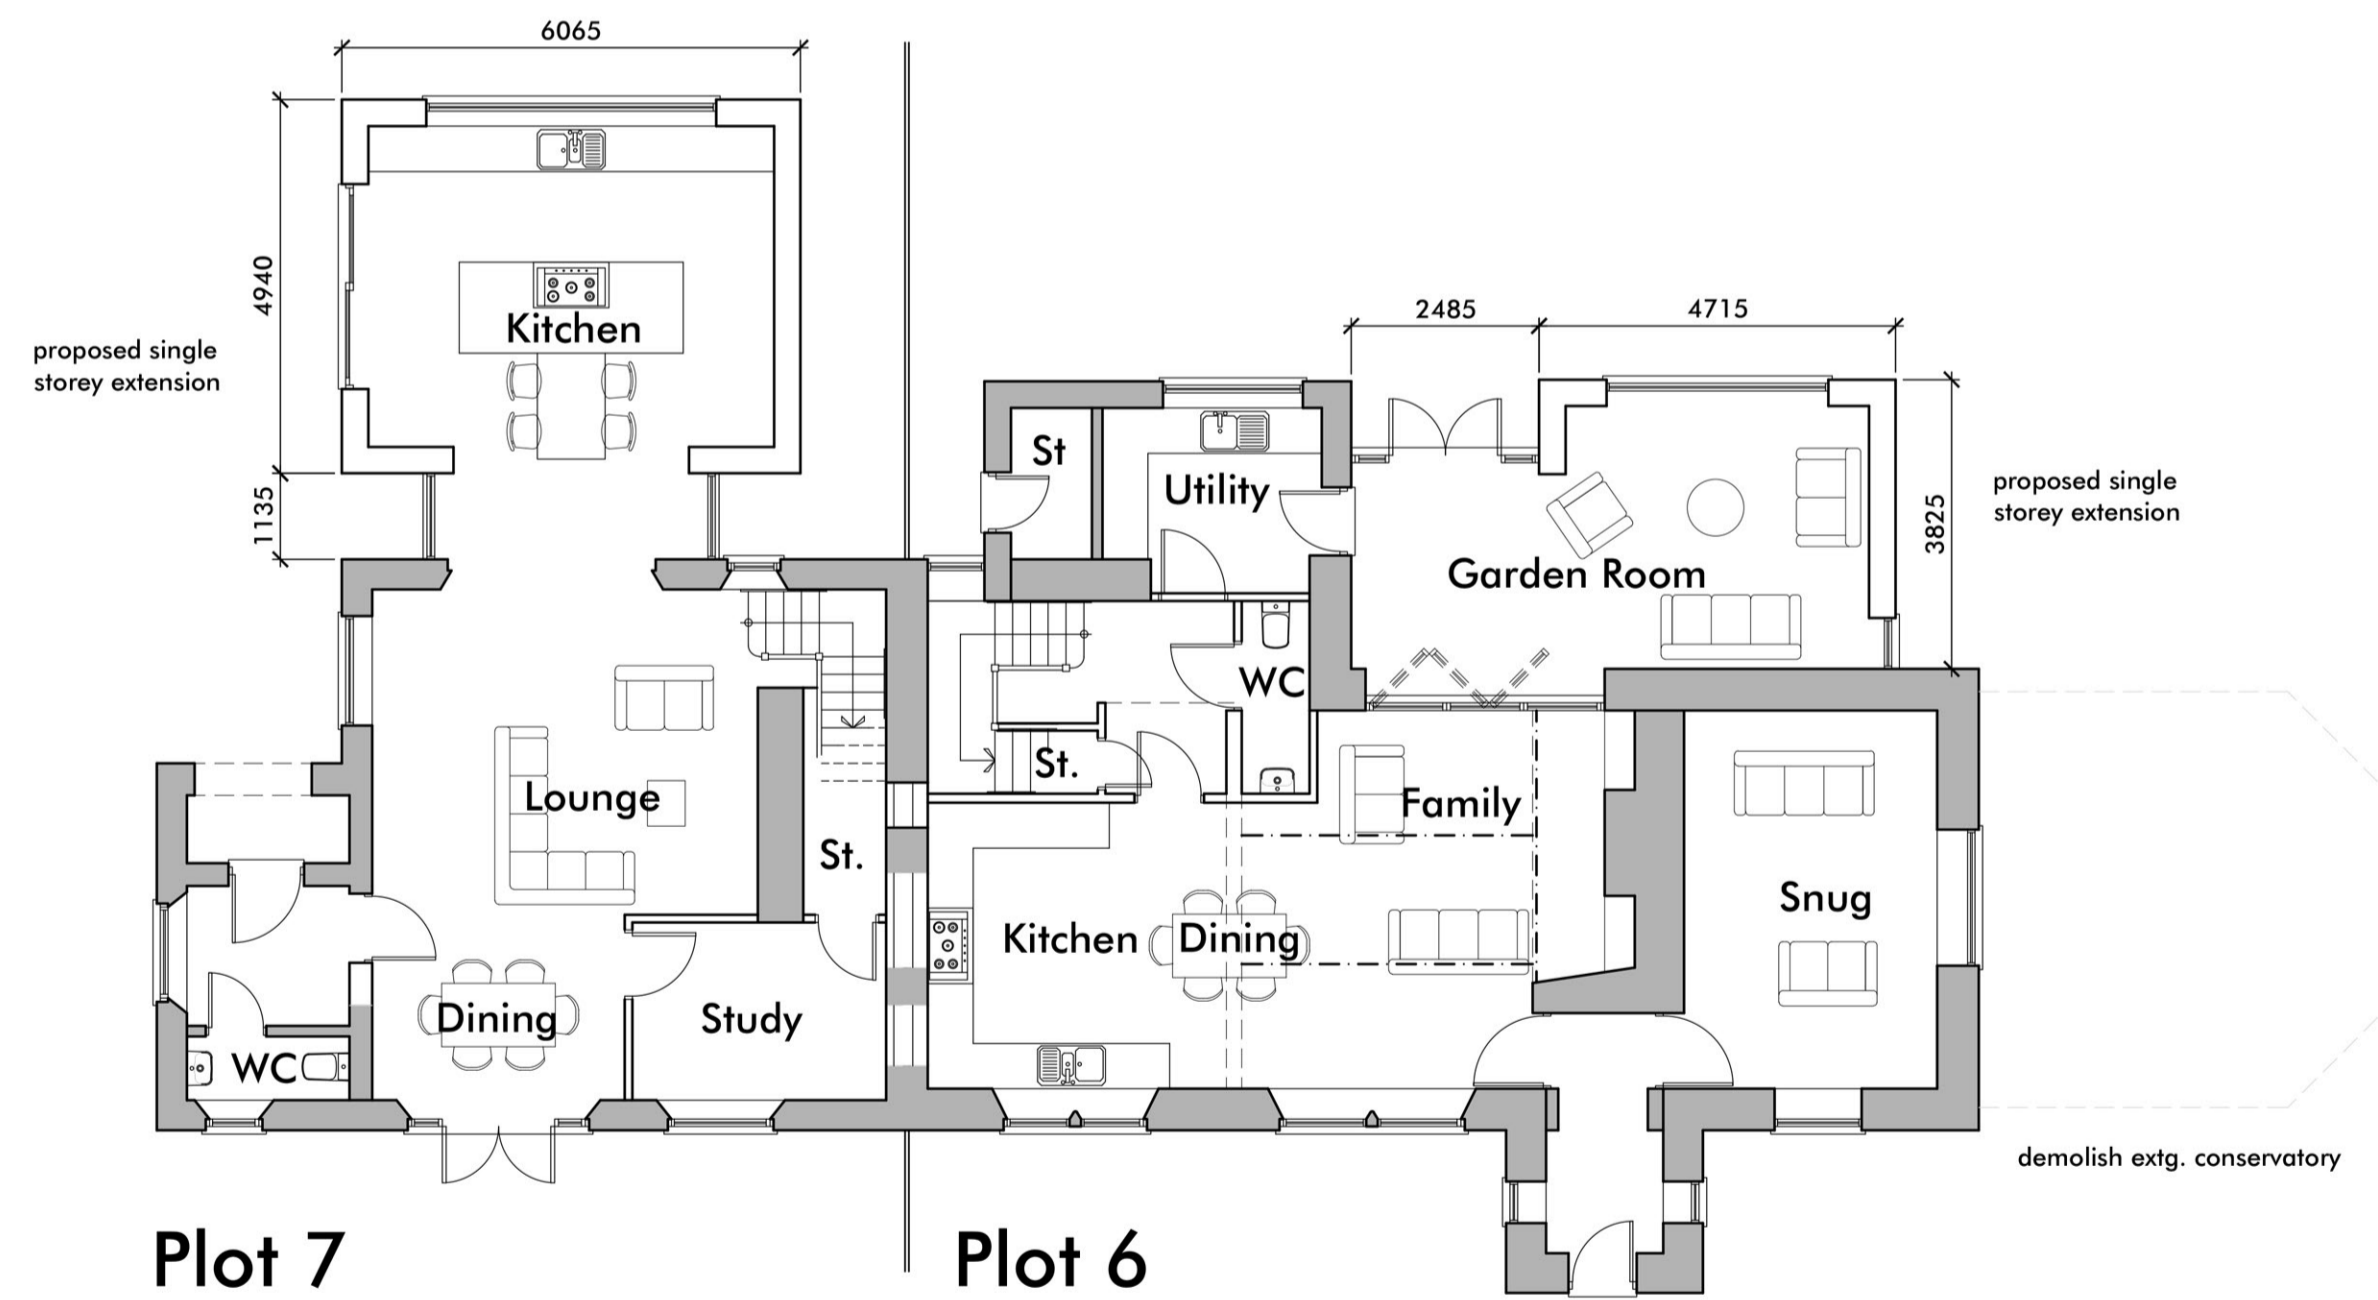 6065
4940
1135
proposed single
storey extension
Kitchen
2485
4715
3825
proposed single
storey extension
St
Utility
Garden Room
WC
St.
Lounge
Family
St.
Snug
Kitchen
Dining
Dining
Study
WC
demolish extg. conservatory
Plot 7
Plot 6